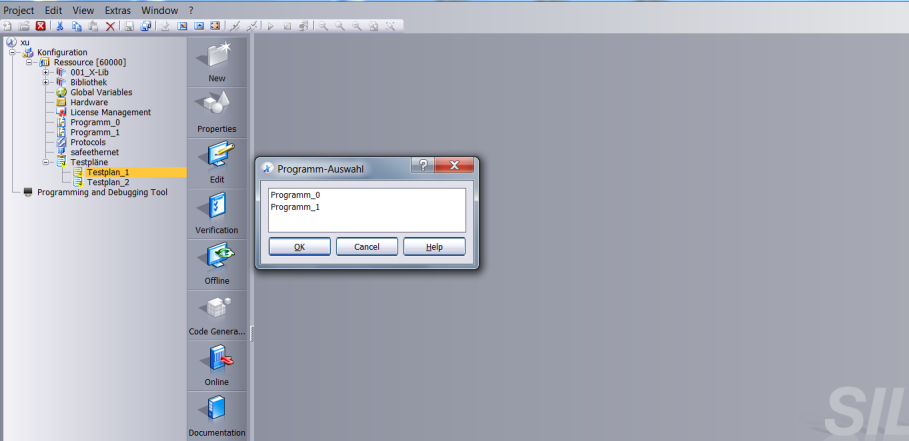 Project Edit View Extras Window ?
xu
Konfiguration
Ressource [60000]
001_X-Lib
Bibliothek
Global Variables
Hardware
License Management
Programm_0
Programm_1
Protocols
safeethernet
Testpläne
Testplan_1
Testplan_2
Programming and Debugging Tool
New
Properties
Edit
Verification
Offline
Code Genera...
Online
Documentation
Programm-Auswahl
Programm_0
Programm_1
OK Cancel Help
SIL